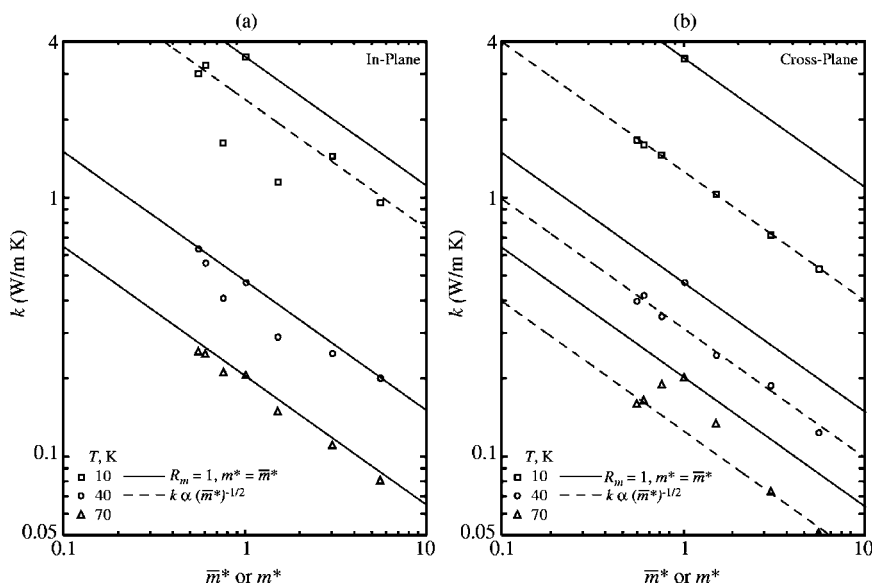 (a)
4
In-Plane
1
k (W/m K)
0.1
0.05
T, K
10
40
70
R_m = 1, m* = m̅*
k α (m̅*)^-1/2
0.1
1
10
m̅* or m*
(b)
4
Cross-Plane
1
k (W/m K)
0.1
0.05
T, K
10
40
70
R_m = 1, m* = m̅*
k α (m̅*)^-1/2
0.1
1
10
m̅* or m*